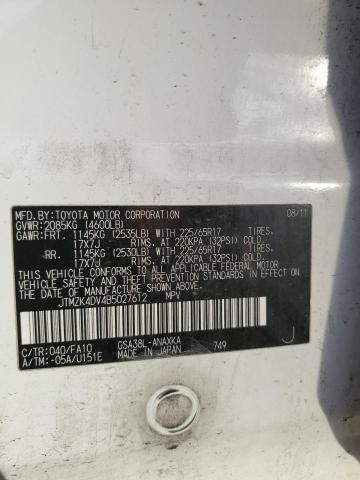 MFD.BY:TOYOTA MOTOR CORPORATION 08/11
GVWR:2085KG (4600LB)
GAWR:FRT. 1145KG (2535LB) WITH 225/65R17 TIRES.
17X7J RIMS. AT 220KPA (32PSI) COLD.
RR. 1145KG (2530LB) WITH 225/65R17 TIRES.
17X7J RIMS. AT 220KPA (32PSI) COLD.
THIS VEHICLE CONFORMS TO ALL APPLICABLE FEDERAL MOTOR
VEHICLE SAFETY STANDARDS IN EFFECT ON
THE DATE OF MANUFACTURE SHOWN ABOVE.
JTMZK4DV4B5027612 MPV
C/TR:040/FA10 GSA38L-ANAXKA 749 J
A/TM:-05A/U151E MADE IN JAPAN